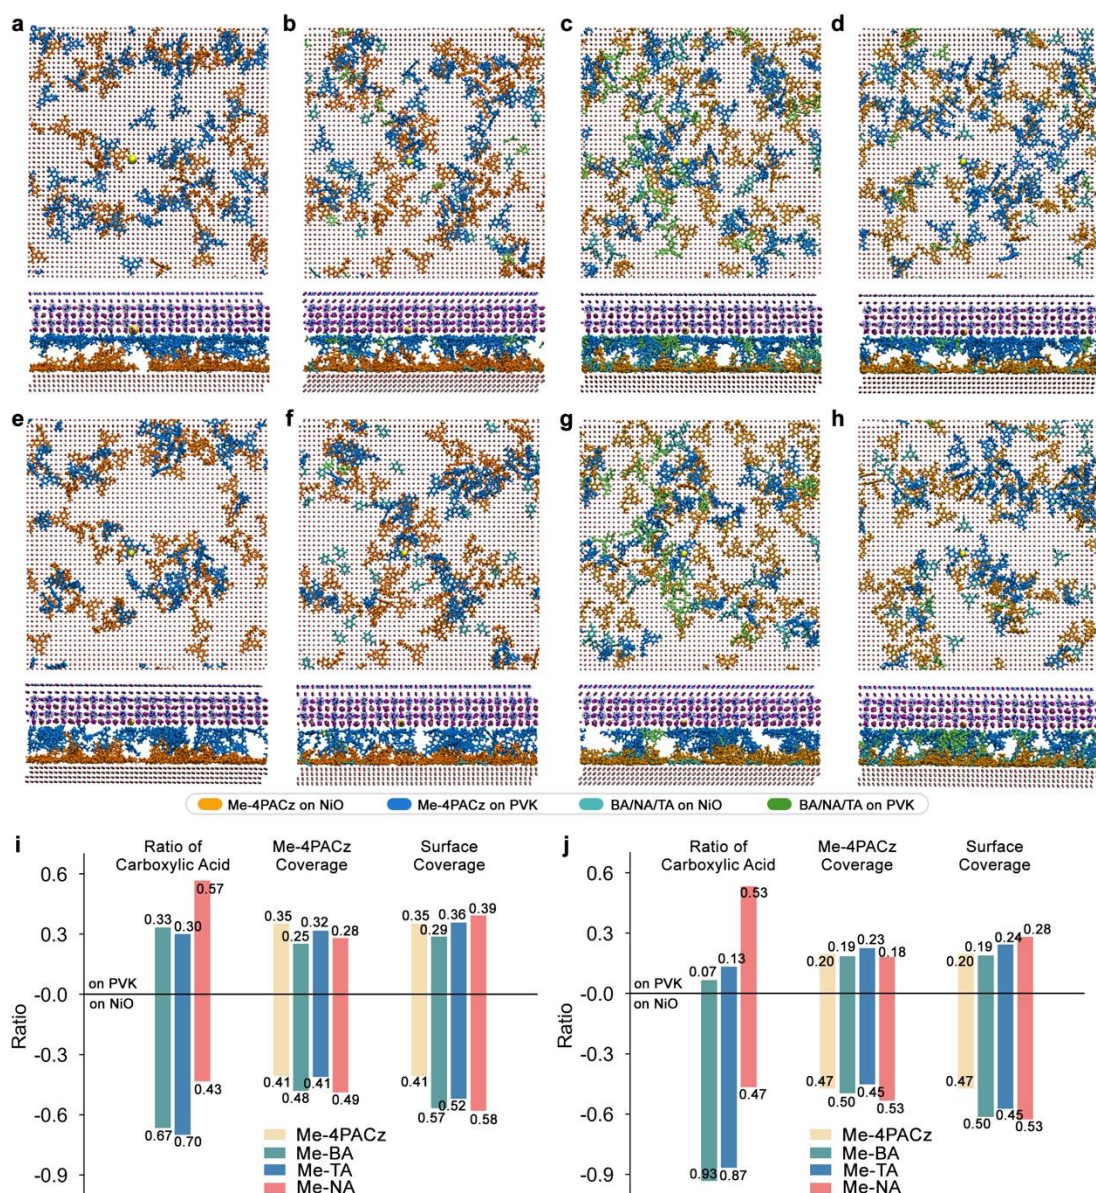 a b c d
e f g h
Me-4PACz on NiO Me-4PACz on PVK BA/NA/TA on NiO BA/NA/TA on PVK
i
Ratio of Carboxylic Acid
Me-4PACz Coverage
Surface Coverage
Ratio
0.6
0.3
-0.0
-0.3
-0.6
-0.9
on PVK
on NiO
0.33 0.30 0.57
0.35 0.25 0.32 0.28
0.35 0.29 0.36 0.39
0.67 0.70 0.43
0.41 0.48 0.41 0.49
0.41 0.57 0.52 0.58
Me-4PACz
Me-BA
Me-TA
Me-NA
j
Ratio of Carboxylic Acid
Me-4PACz Coverage
Surface Coverage
Ratio
0.6
0.3
-0.0
-0.3
-0.6
-0.9
on PVK
on NiO
0.07 0.13 0.53
0.20 0.19 0.23 0.18
0.20 0.19 0.24 0.28
0.93 0.87 0.47
0.47 0.50 0.45 0.53
0.47 0.50 0.45 0.53
Me-4PACz
Me-BA
Me-TA
Me-NA